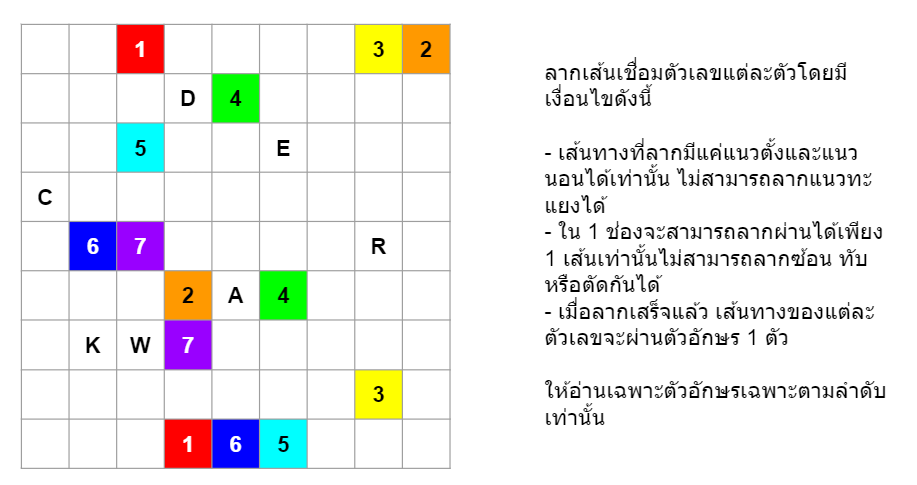 1 3 2
D 4
5 E
C
6 7 R
2 A 4
K W 7
3
1 6 5
ลากเส้นเชื่อมตัวเลขแต่ละตัวโดยมี
เงื่อนไขดังนี้
- เส้นทางที่ลากมีแค่แนวตั้งและแนว
นอนได้เท่านั้น ไม่สามารถลากแนวทะ
แยงได้
- ใน 1 ช่องจะสามารถลากผ่านได้เพียง
1 เส้นเท่านั้นไม่สามารถลากซ้อน ทับ
หรือตัดกันได้
- เมื่อลากเสร็จแล้ว เส้นทางของแต่ละ
ตัวเลขจะผ่านตัวอักษร 1 ตัว
ให้อ่านเฉพาะตัวอักษรเฉพาะตามลำดับ
เท่านั้น